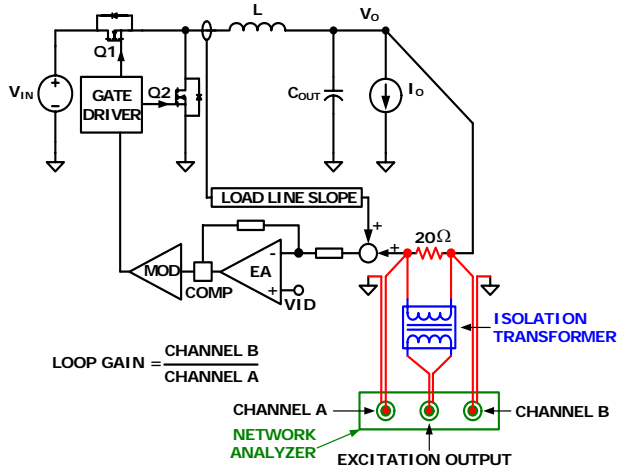 L
VO
Q1
VIN
+
−
GATE
DRIVER
Q2
COUT
IO
LOAD LINE SLOPE
+
+
20Ω
MOD
COMP
EA
-
+
VID
ISOLATION
TRANSFORMER
LOOP GAIN = CHANNEL B
CHANNEL A
CHANNEL A
CHANNEL B
NETWORK
ANALYZER
EXCITATION OUTPUT